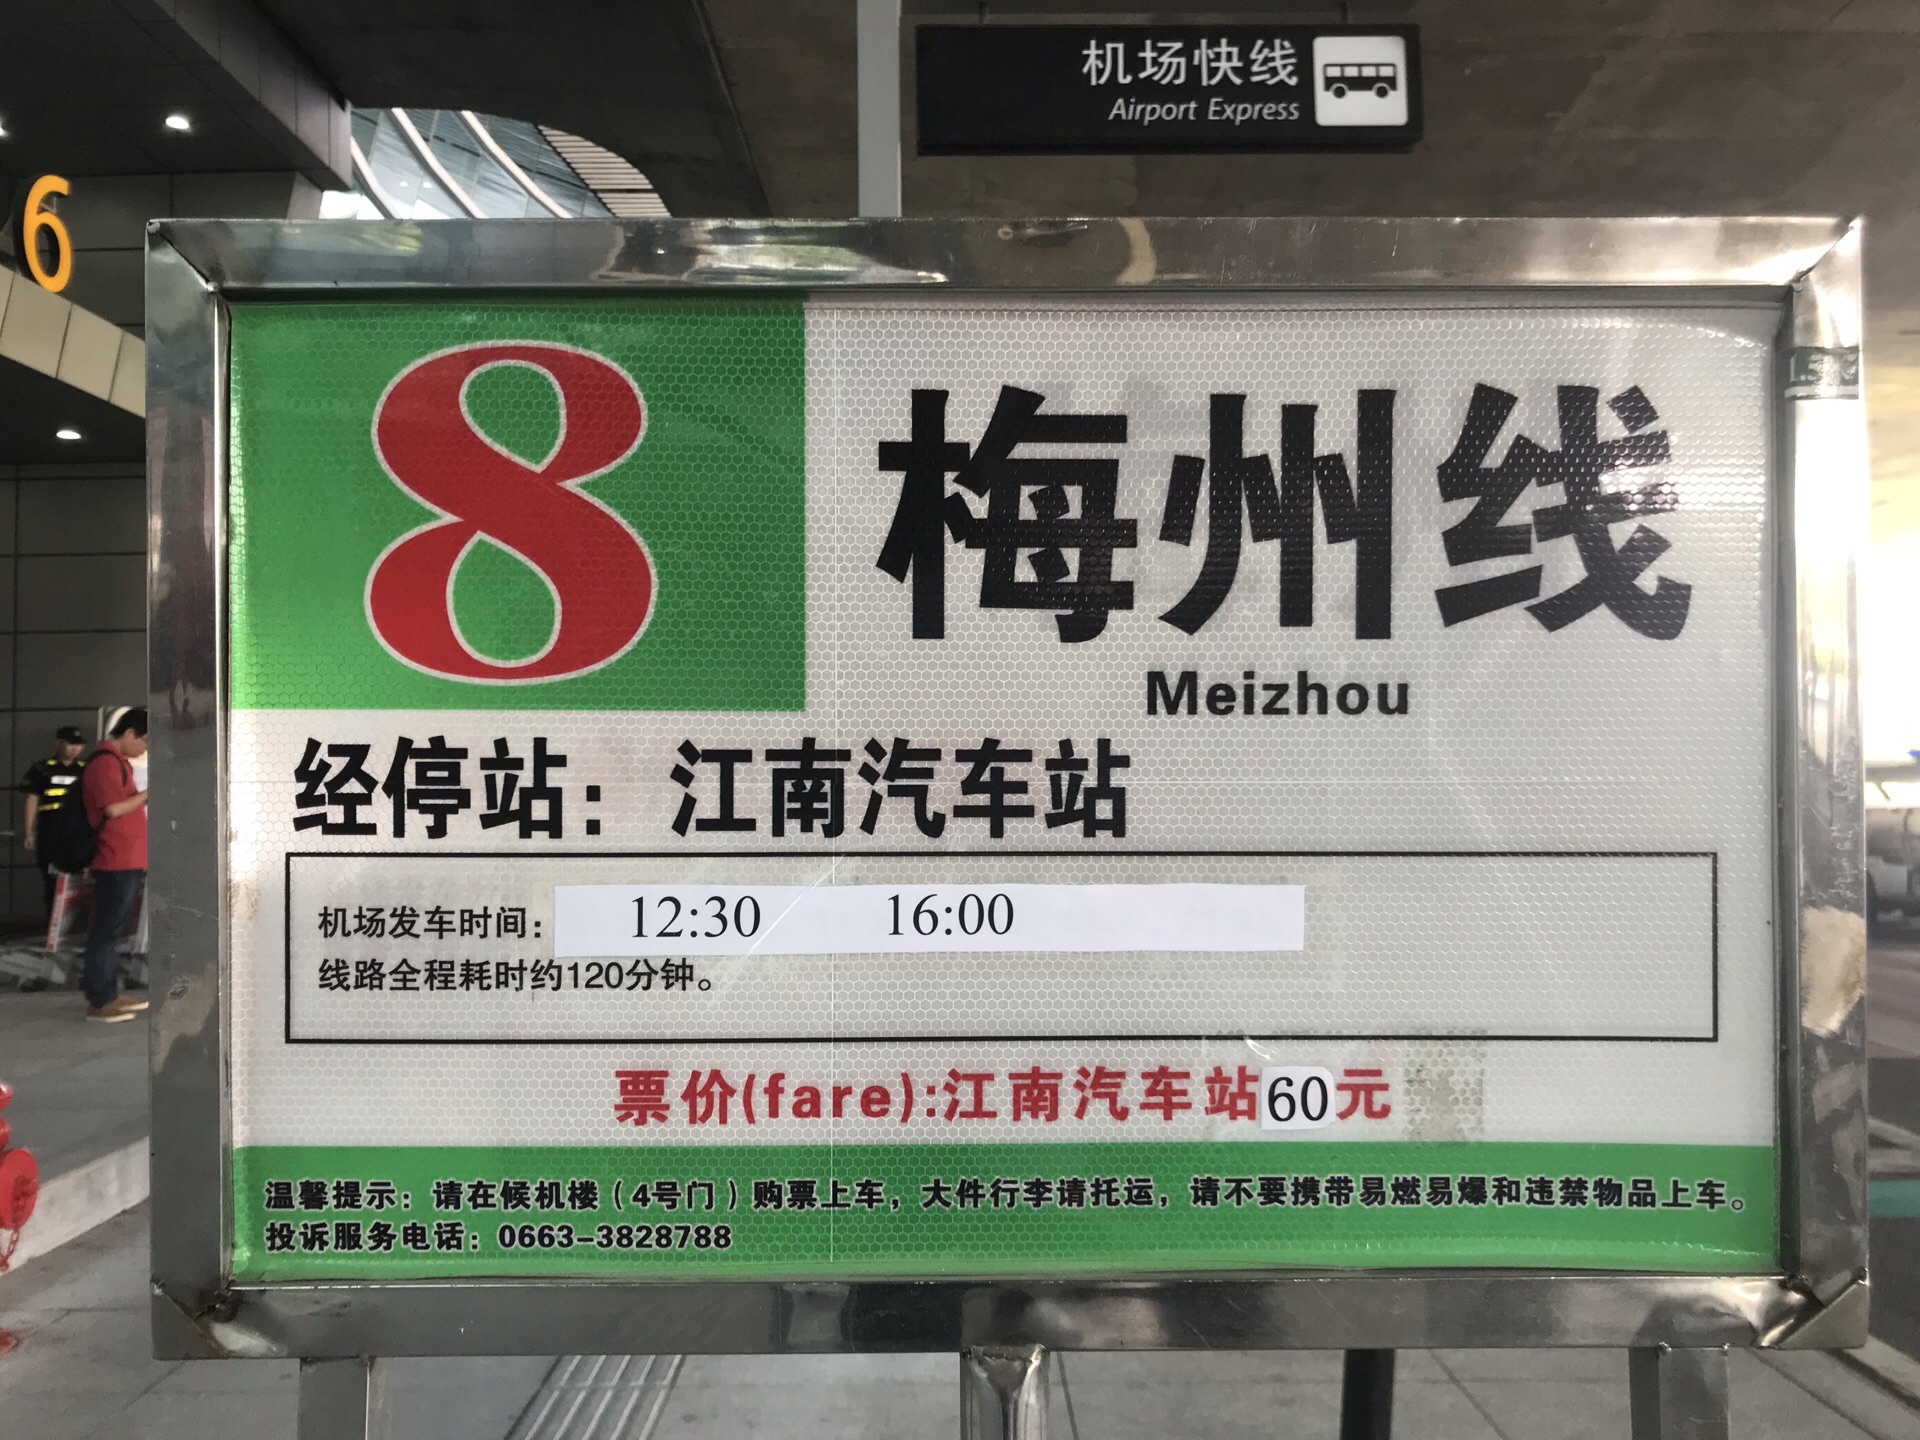 机场快线
Airport Express
6
8
梅州线
Meizhou
经停站：江南汽车站
机场发车时间： 12:30 16:00
线路全程耗时约120分钟。
票价(fare):江南汽车站60元
温馨提示：请在候机楼（4号门）购票上车，大件行李请托运，请不要携带易燃易爆和违禁物品上车。
投诉服务电话：0663-3828788